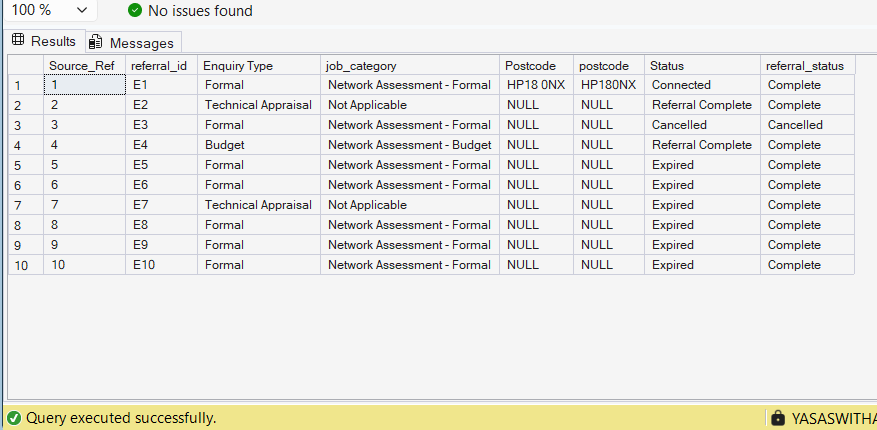 100 % No issues found
Results Messages
Source_Ref referral_id Enquiry Type job_category Postcode postcode Status referral_status
1 1 E1 Formal Network Assessment - Formal HP18 0NX HP180NX Connected Complete
2 2 E2 Technical Appraisal Not Applicable NULL NULL Referral Complete Complete
3 3 E3 Formal Network Assessment - Formal NULL NULL Cancelled Cancelled
4 4 E4 Budget Network Assessment - Budget NULL NULL Referral Complete Complete
5 5 E5 Formal Network Assessment - Formal NULL NULL Expired Complete
6 6 E6 Formal Network Assessment - Formal NULL NULL Expired Complete
7 7 E7 Technical Appraisal Not Applicable NULL NULL Expired Complete
8 8 E8 Formal Network Assessment - Formal NULL NULL Expired Complete
9 9 E9 Formal Network Assessment - Formal NULL NULL Expired Complete
10 10 E10 Formal Network Assessment - Formal NULL NULL Expired Complete
Query executed successfully. YASASWITHA